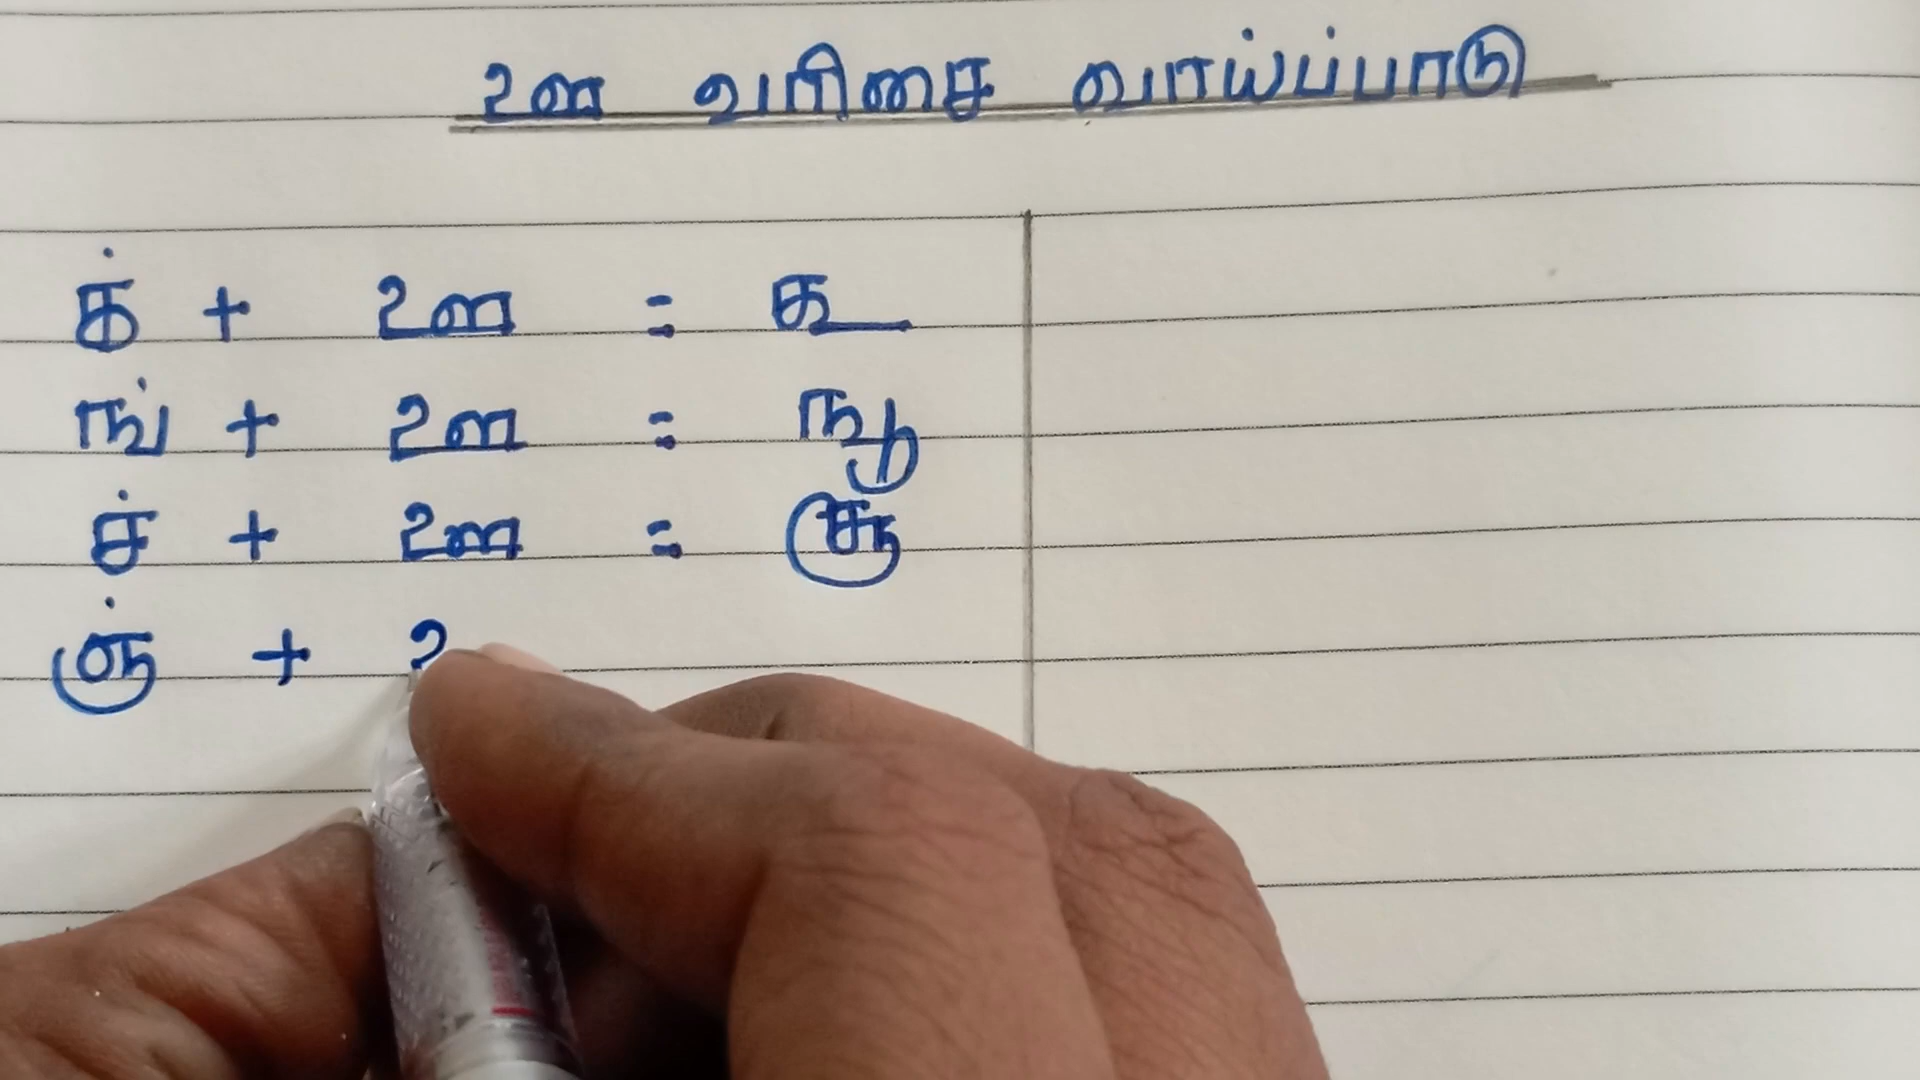 ஊ வரிசை வாய்ப்பாடு
க் + ஊ = கூ
ங் + ஊ = ஙூ
ச் + ஊ = சூ
ஞ் + உ